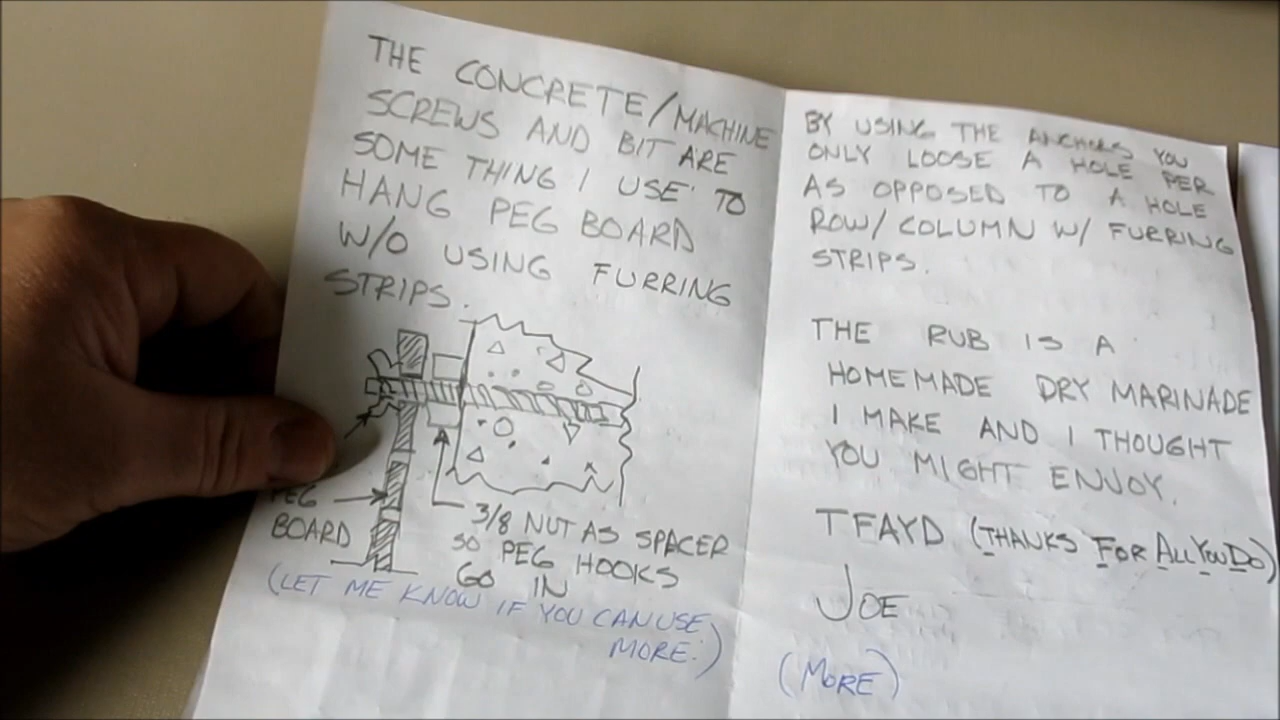 THE CONCRETE/MACHINE
SCREWS AND BIT ARE
SOME THING I USE TO
HANG PEG BOARD
W/O USING FURRING
STRIPS.
PEG
BOARD
3/8 NUT AS SPACER
SO PEG HOOKS
GO IN
(LET ME KNOW IF YOU CAN USE
MORE.)
BY USING THE ANCHORS YOU
ONLY LOOSE A HOLE PER
AS OPPOSED TO A HOLE
ROW/COLUMN W/ FURRING
STRIPS.
THE RUB IS A
HOMEMADE DRY MARINADE
I MAKE AND I THOUGHT
YOU MIGHT ENJOY.
TFAYD (THANKS FOR ALL YOU DO)
JOE
(MORE)